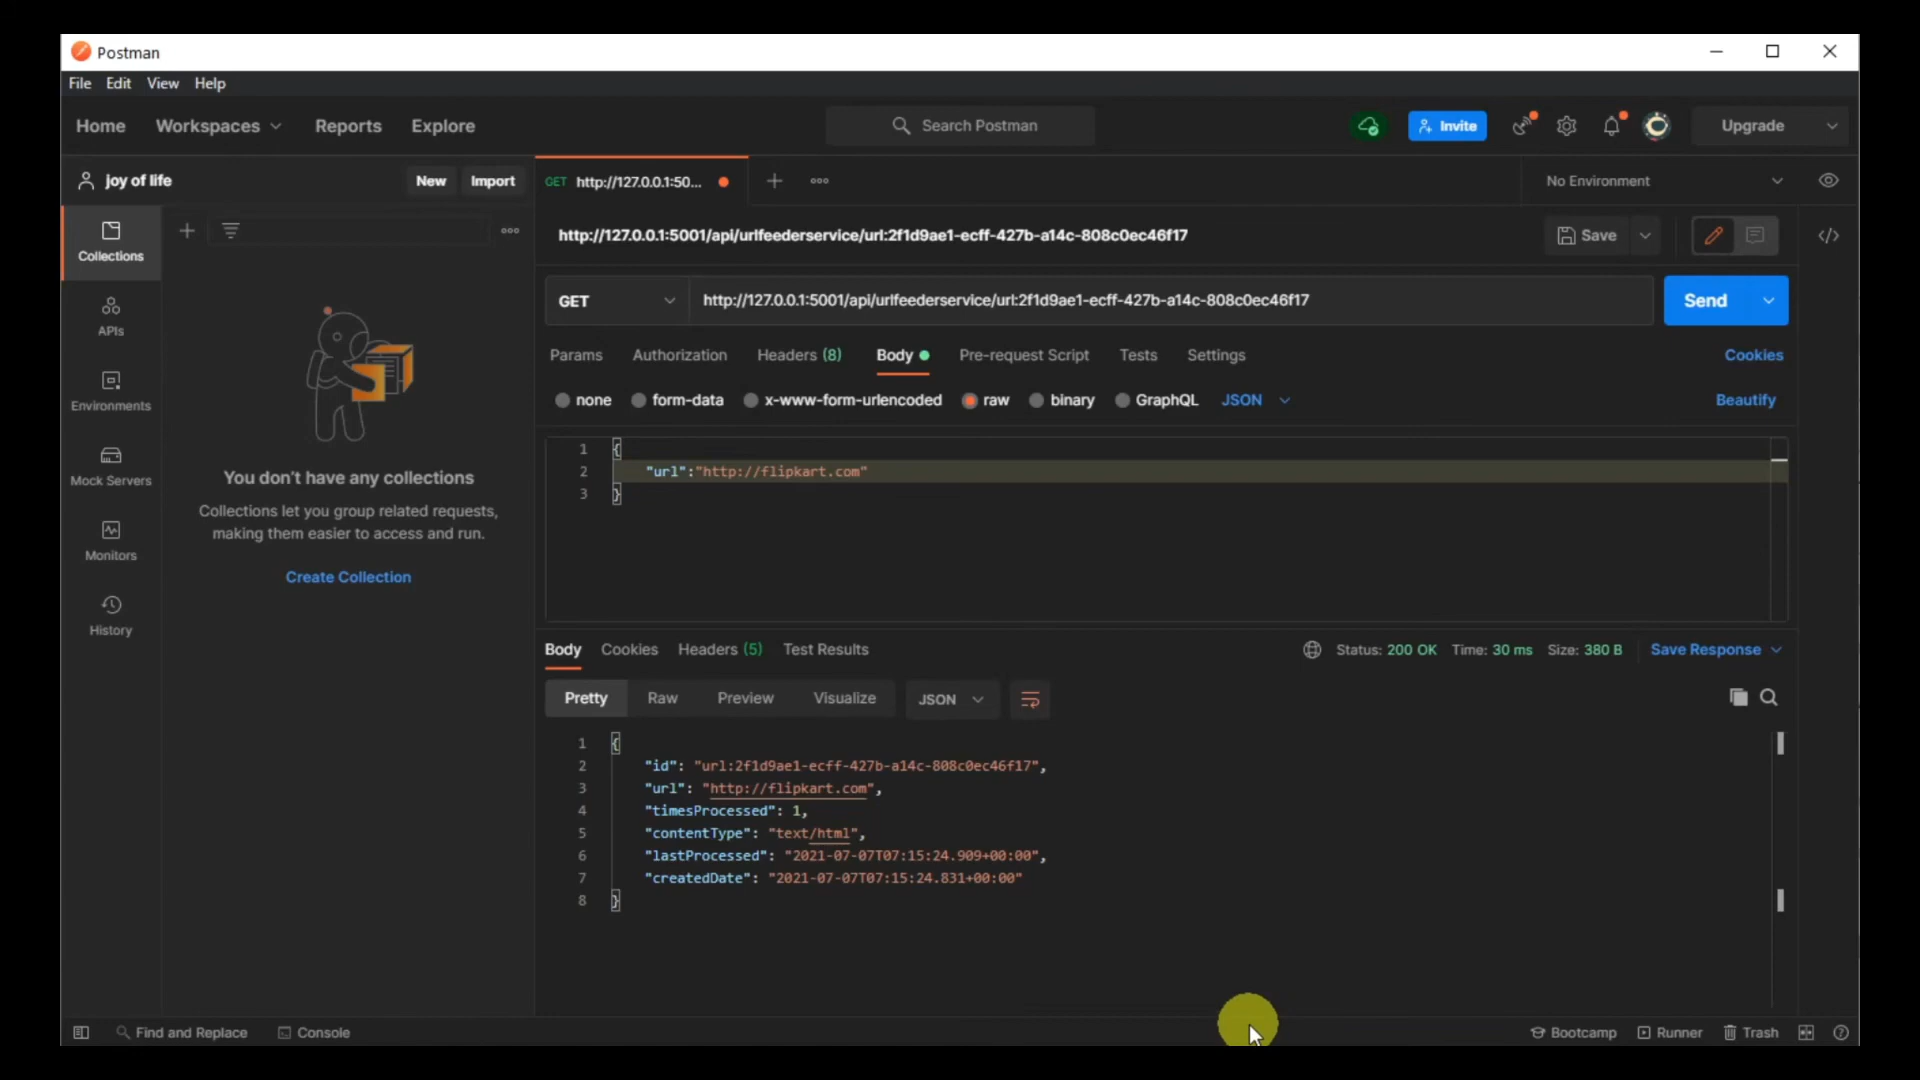 Postman
File Edit View Help
Home Workspaces Reports Explore Search Postman Invite Upgrade
joy of life New Import GET http://127.0.0.1:50... No Environment
http://127.0.0.1:5001/api/urlfeederservice/url:2f1d9ae1-ecff-427b-a14c-808c0ec46f17 Save
Collections
GET http://127.0.0.1:5001/api/urlfeederservice/url:2f1d9ae1-ecff-427b-a14c-808c0ec46f17 Send
APIs
Params Authorization Headers (8) Body Pre-request Script Tests Settings Cookies
none form-data x-www-form-urlencoded raw binary GraphQL JSON Beautify
Environments
1 {
2 "url":"http://flipkart.com"
3 }
Mock Servers
Monitors
History
You don't have any collections
Collections let you group related requests,
making them easier to access and run.
Create Collection
Body Cookies Headers (5) Test Results Status: 200 OK Time: 30 ms Size: 380 B Save Response
Pretty Raw Preview Visualize JSON
1 {
2 "id": "url:2f1d9ae1-ecff-427b-a14c-808c0ec46f17",
3 "url": "http://flipkart.com",
4 "timesProcessed": 1,
5 "contentType": "text/html",
6 "lastProcessed": "2021-07-07T07:15:24.909+00:00",
7 "createdDate": "2021-07-07T07:15:24.831+00:00"
8 }
Find and Replace Console Bootcamp Runner Trash